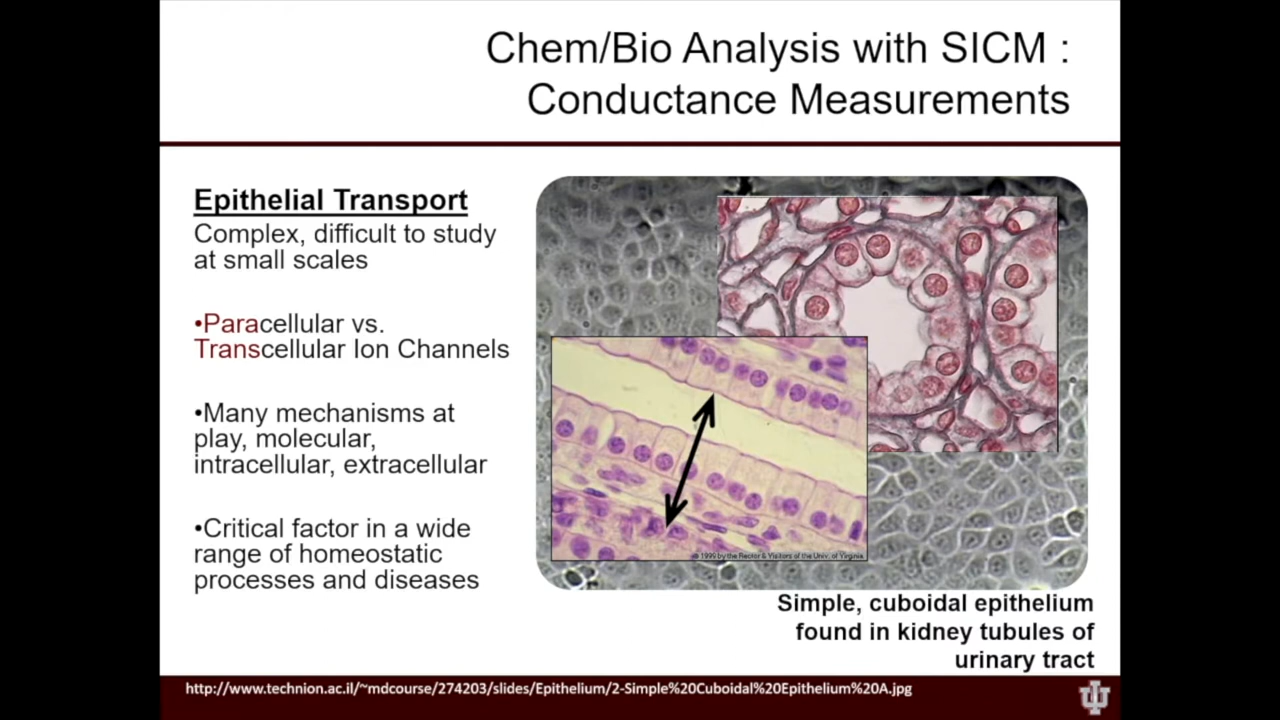 Chem/Bio Analysis with SICM :
Conductance Measurements
Epithelial Transport
Complex, difficult to study
at small scales
•Paracellular vs.
Transcellular Ion Channels
•Many mechanisms at
play, molecular,
intracellular, extracellular
•Critical factor in a wide
range of homeostatic
processes and diseases
© 1999 by the Rector & Visitors of the Univ. of Virginia
Simple, cuboidal epithelium
found in kidney tubules of
urinary tract
http://www.technion.ac.il/~mdcourse/274203/slides/Epithelium/2-Simple%20Cuboidal%20Epithelium%20A.jpg